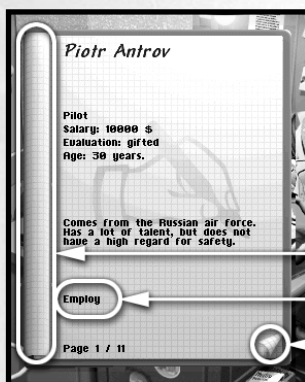 Piotr Antrov
Pilot
Salary: 10000 $
Evaluation: gifted
Age: 30 years.
Comes from the Russian air force.
Has a lot of talent, but does not
have a high regard for safety.
Employ
Page 1 / 11